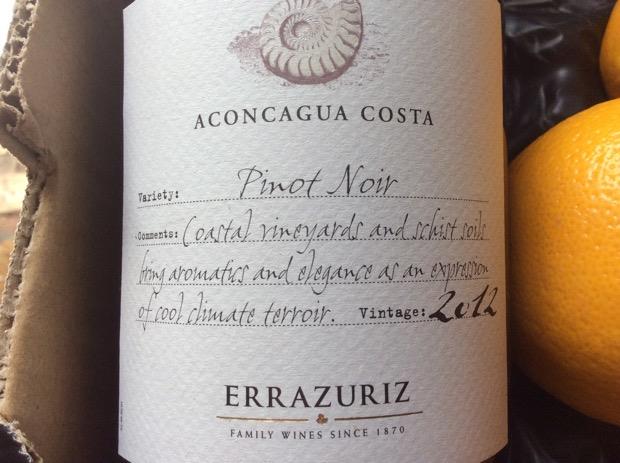 ACONCAGUA COSTA
Variety: Pinot Noir
Comments: Coastal vineyards and schist soils
bring aromatics and elegance as an expression
of cool climate terroir. Vintage: 2012
ERRAZURIZ
FAMILY WINES SINCE 1870